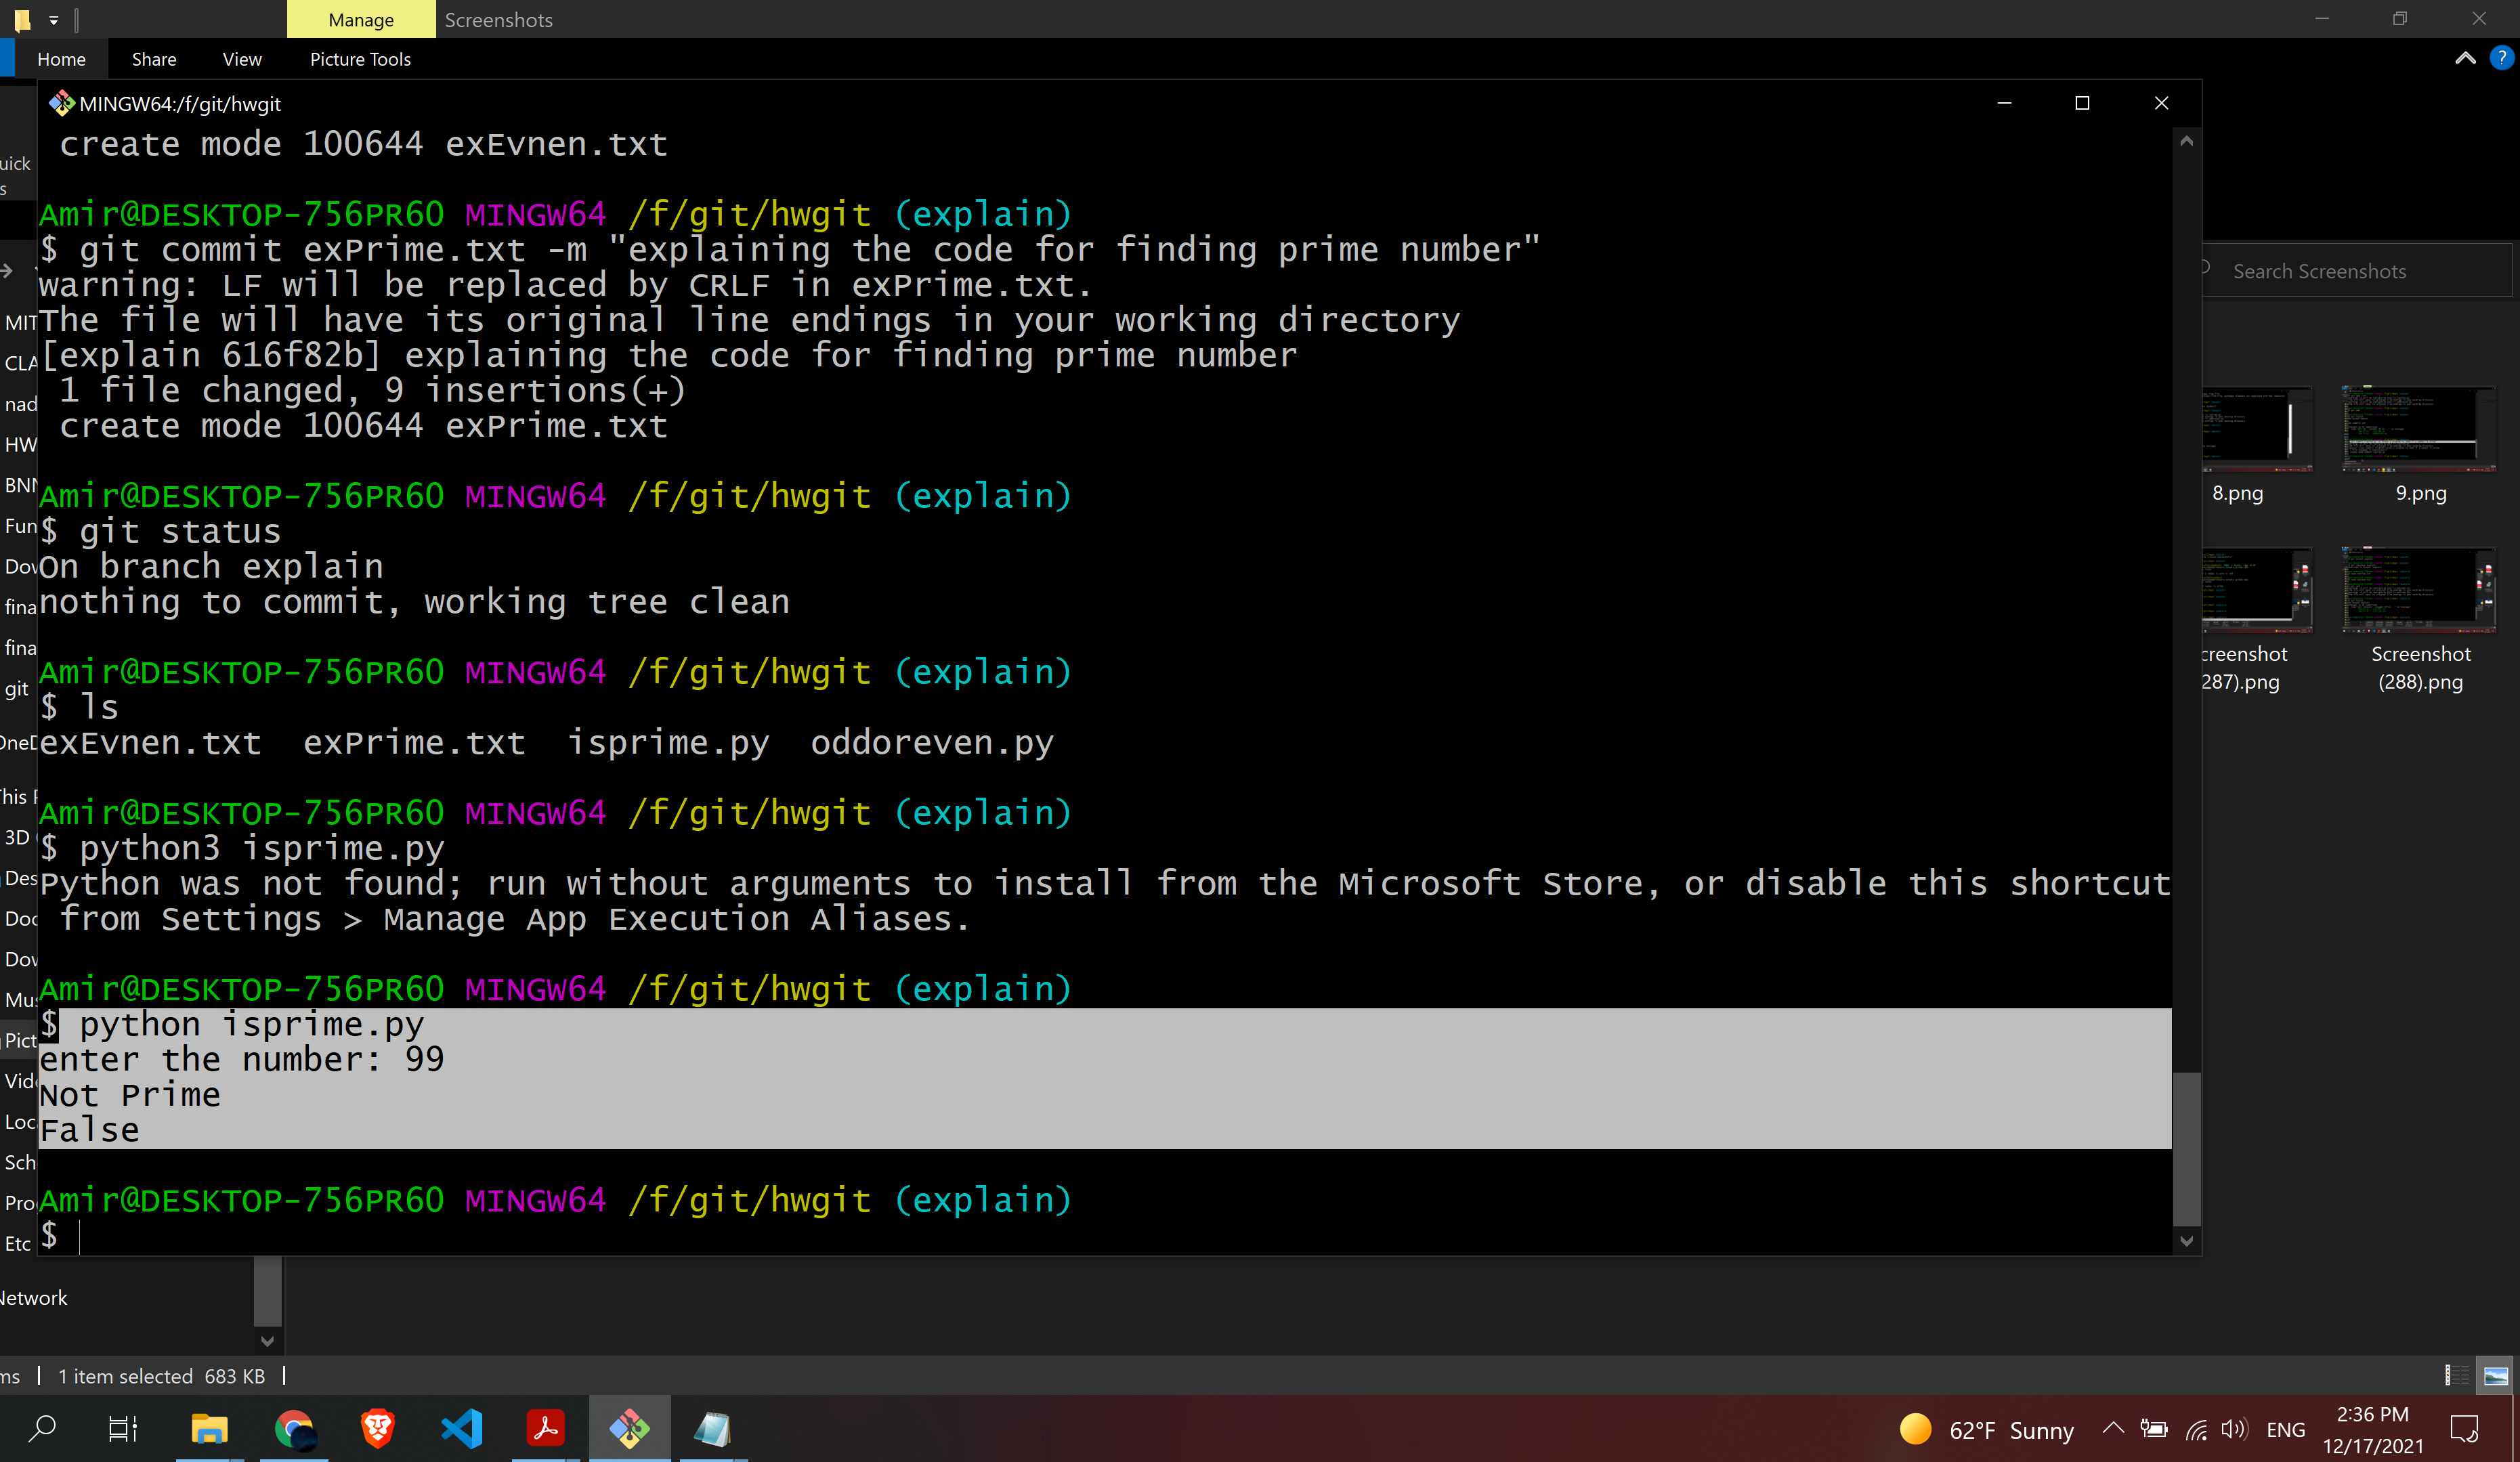 Manage Screenshots
Home Share View Picture Tools
MINGW64:/f/git/hwgit
create mode 100644 exEvnen.txt
Amir@DESKTOP-756PR60 MINGW64 /f/git/hwgit (explain)
$ git commit exPrime.txt -m "explaining the code for finding prime number"
warning: LF will be replaced by CRLF in exPrime.txt.
The file will have its original line endings in your working directory
[explain 616f82b] explaining the code for finding prime number
1 file changed, 9 insertions(+)
create mode 100644 exPrime.txt
Amir@DESKTOP-756PR60 MINGW64 /f/git/hwgit (explain)
$ git status
On branch explain
nothing to commit, working tree clean
Amir@DESKTOP-756PR60 MINGW64 /f/git/hwgit (explain)
$ ls
exEvnen.txt exPrime.txt isprime.py oddoreven.py
Amir@DESKTOP-756PR60 MINGW64 /f/git/hwgit (explain)
$ python3 isprime.py
Python was not found; run without arguments to install from the Microsoft Store, or disable this shortcut
from Settings > Manage App Execution Aliases.
Amir@DESKTOP-756PR60 MINGW64 /f/git/hwgit (explain)
$ python isprime.py
enter the number: 99
Not Prime
False
Amir@DESKTOP-756PR60 MINGW64 /f/git/hwgit (explain)
$
uick
s
MIT
CLA
nad
HW
BNN
Fun
Dow
fina
fina
git
OneD
This P
3D
Des
Doc
Dow
Mus
Pict
Vide
Loc
Sch
Pro
Etc
Network
Search Screenshots
8.png 9.png
creenshot
287).png
Screenshot
(288).png
ms 1 item selected 683 KB
62°F Sunny
ENG
2:36 PM
12/17/2021